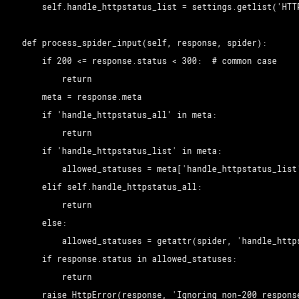 self.handle_httpstatus_list = settings.getlist('HTT
def process_spider_input(self, response, spider):
if 200 <= response.status < 300:  # common case
return
meta = response.meta
if 'handle_httpstatus_all' in meta:
return
if 'handle_httpstatus_list' in meta:
allowed_statuses = meta['handle_httpstatus_list
elif self.handle_httpstatus_all:
return
else:
allowed_statuses = getattr(spider, 'handle_https
if response.status in allowed_statuses:
return
raise HttpError(response, 'Ignoring non-200 response